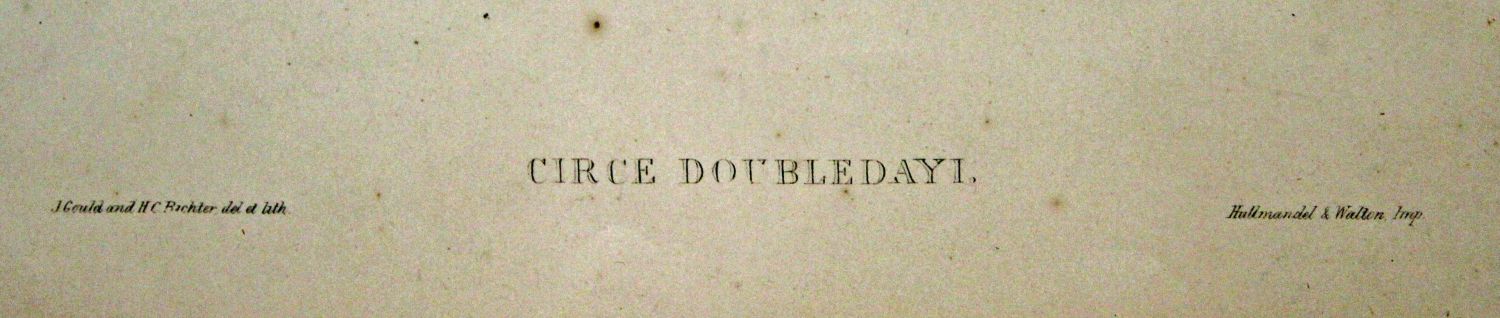 CIRCE DOUBLEDAYI.
J Gould and H C Richter del et lith
Hullmandel & Walton, Imp.